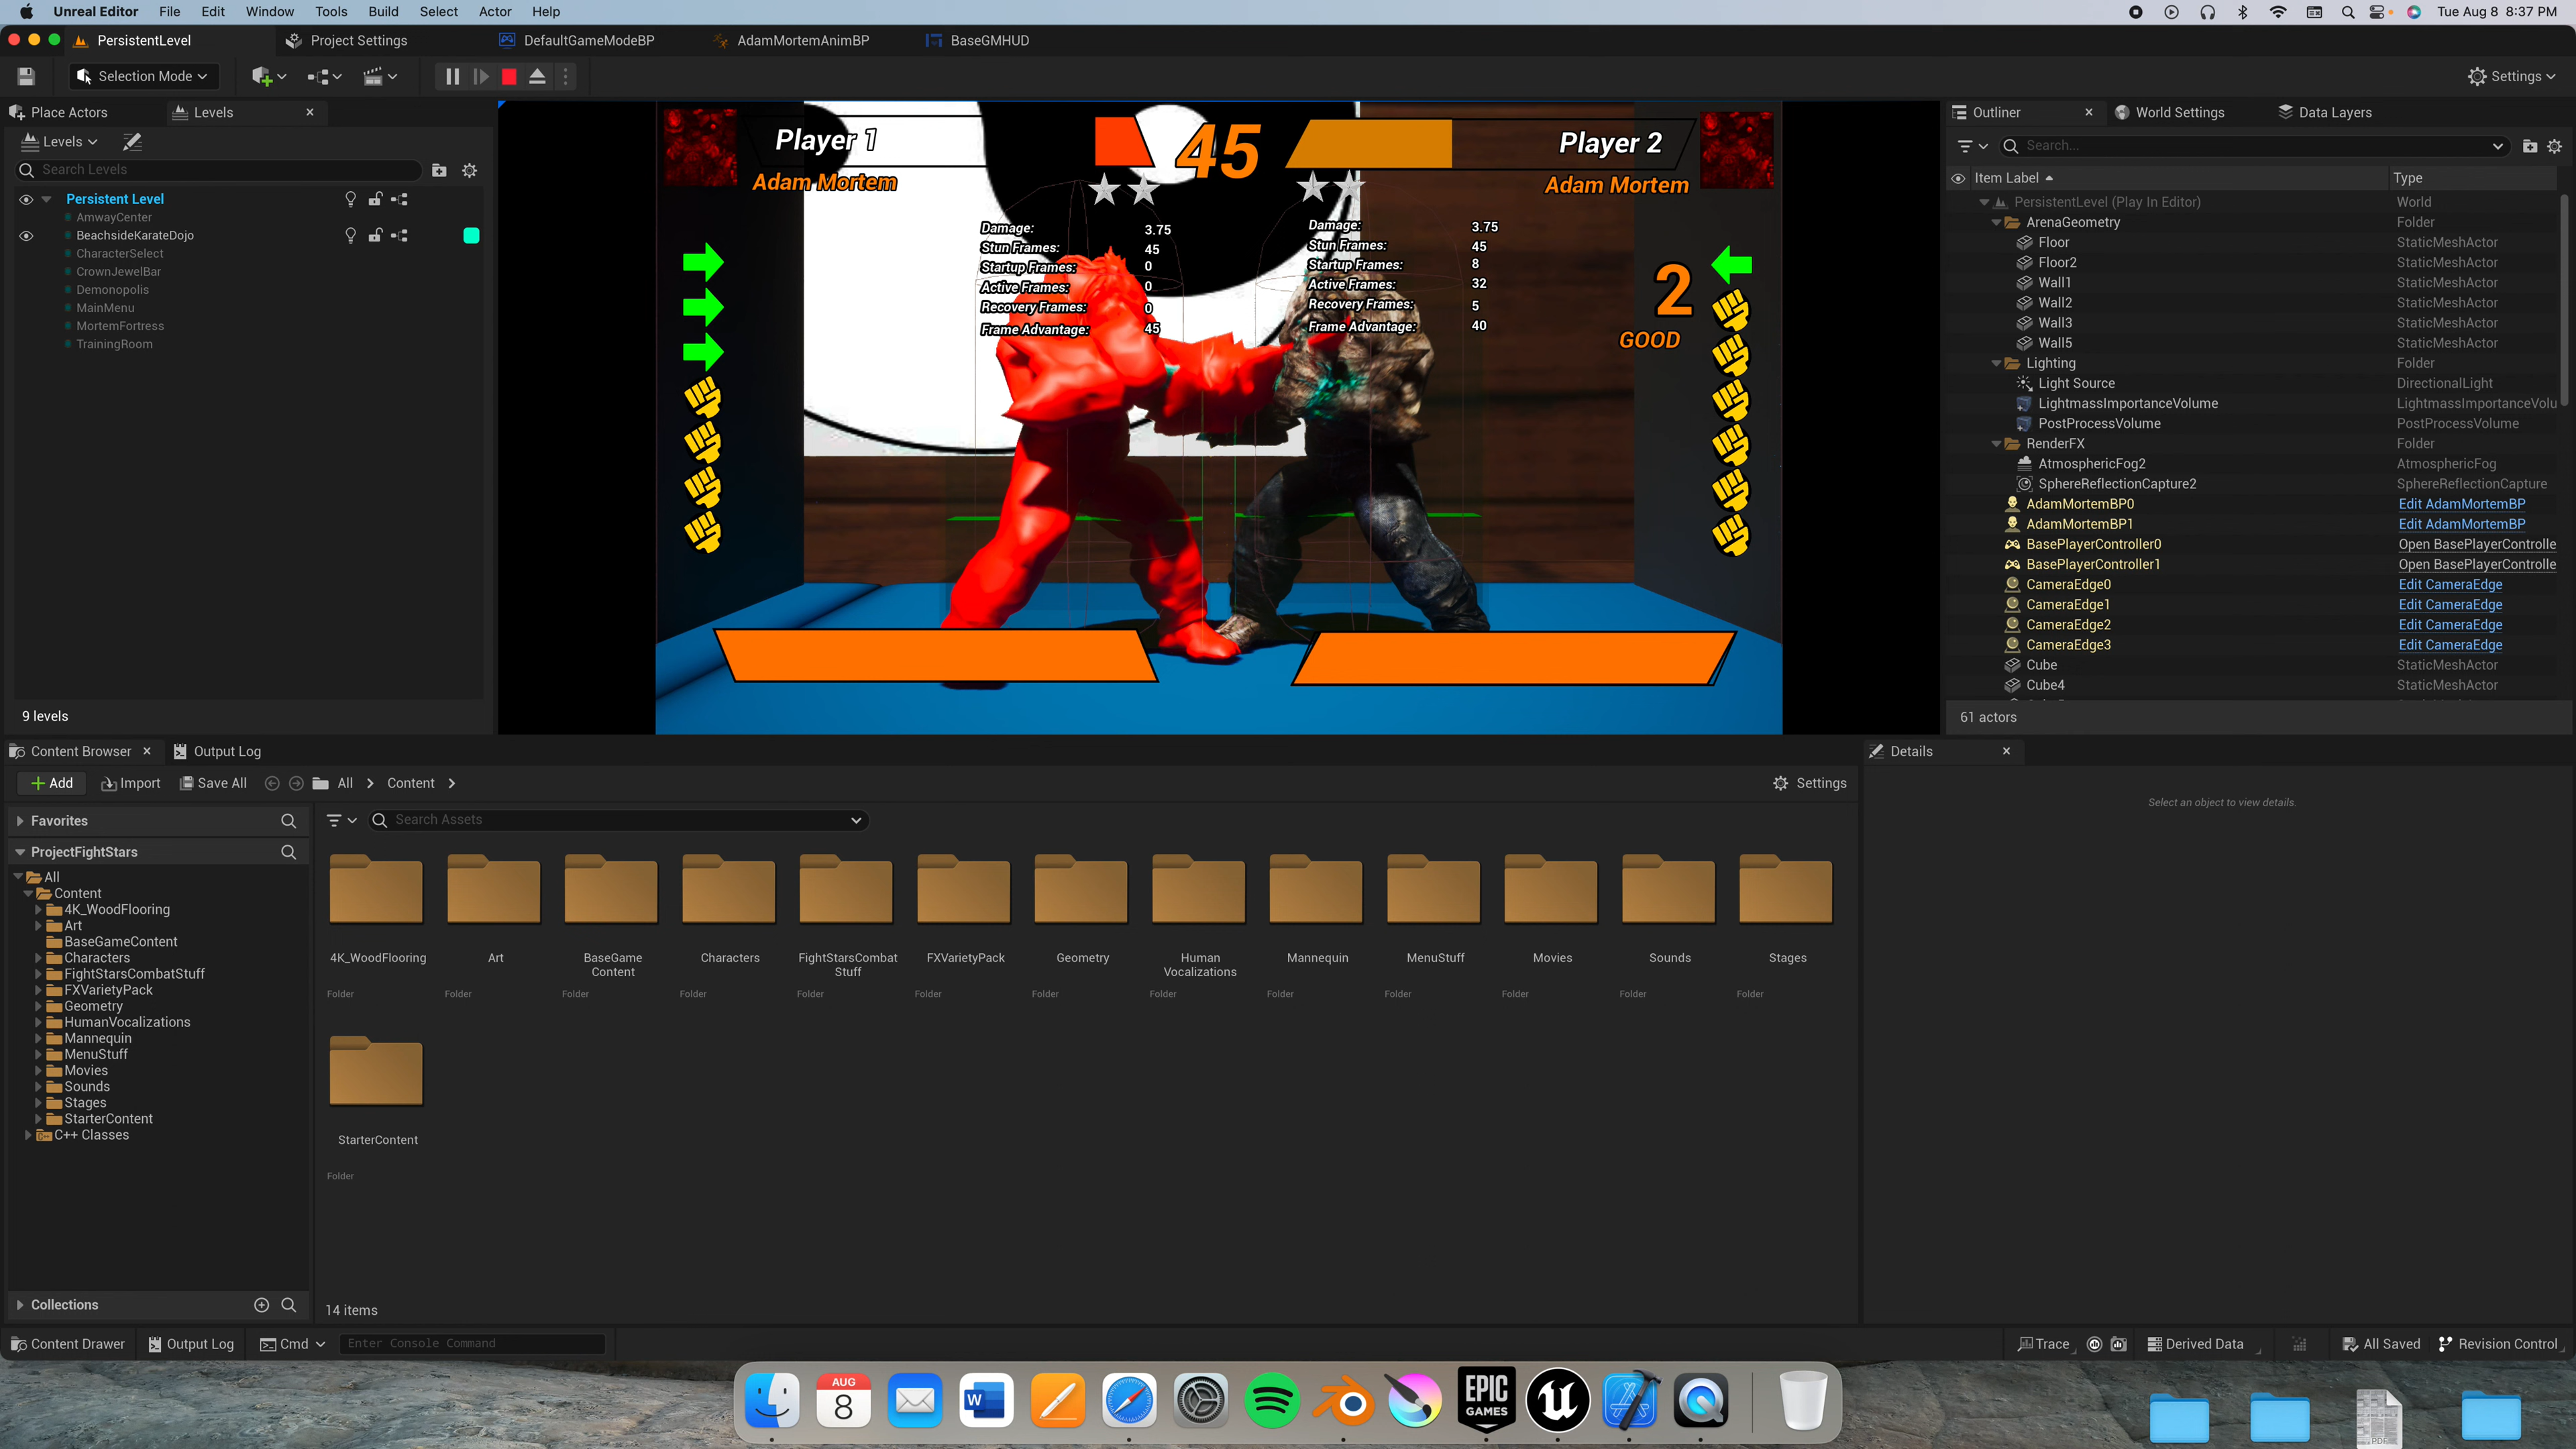 Unreal Editor File Edit Window Tools Build Select Actor Help Tue Aug 8 8:37 PM
PersistentLevel Project Settings DefaultGameModeBP AdamMortemAnimBP BaseGMHUD
Selection Mode Settings
Place Actors Levels
Levels
Search Levels
Persistent Level
AmwayCenter
BeachsideKarateDojo
CharacterSelect
CrownJewelBar
Demonopolis
MainMenu
MortemFortress
TrainingRoom
9 levels
Player 1 45 Player 2
Adam Mortem Adam Mortem
Damage: 3.75 Damage: 3.75
Stun Frames: 45 Stun Frames: 45
Startup Frames: 0 Startup Frames: 8
Active Frames: 0 Active Frames: 32
Recovery Frames: 0 Recovery Frames: 5
Frame Advantage: 45 Frame Advantage: 40
2
GOOD
Outliner World Settings Data Layers
Search...
Item Label Type
PersistentLevel (Play In Editor) World
ArenaGeometry Folder
Floor StaticMeshActor
Floor2 StaticMeshActor
Wall1 StaticMeshActor
Wall2 StaticMeshActor
Wall3 StaticMeshActor
Wall5 StaticMeshActor
Lighting Folder
Light Source DirectionalLight
LightmassImportanceVolume LightmassImportanceVolu
PostProcessVolume PostProcessVolume
RenderFX Folder
AtmosphericFog2 AtmosphericFog
SphereReflectionCapture2 SphereReflectionCapture
AdamMortemBP0 Edit AdamMortemBP
AdamMortemBP1 Edit AdamMortemBP
BasePlayerController0 Open BasePlayerControlle
BasePlayerController1 Open BasePlayerControlle
CameraEdge0 Edit CameraEdge
CameraEdge1 Edit CameraEdge
CameraEdge2 Edit CameraEdge
CameraEdge3 Edit CameraEdge
Cube StaticMeshActor
Cube4 StaticMeshActor
61 actors
Content Browser Output Log
Add Import Save All All Content Settings
Favorites
ProjectFightStars
All
Content
4K_WoodFlooring
Art
BaseGameContent
Characters
FightStarsCombatStuff
FXVarietyPack
Geometry
HumanVocalizations
Mannequin
MenuStuff
Movies
Sounds
Stages
StarterContent
C++ Classes
Collections
Search Assets
4K_WoodFlooring Art BaseGame Content Characters FightStarsCombat Stuff FXVarietyPack Geometry Human Vocalizations Mannequin MenuStuff Movies Sounds Stages
Folder Folder Folder Folder Folder Folder Folder Folder Folder Folder Folder Folder Folder
StarterContent
Folder
14 items
Details
Select an object to view details.
Content Drawer Output Log Cmd Enter Console Command Trace Derived Data All Saved Revision Control
AUG
8
W
EPIC
GAMES
PDF